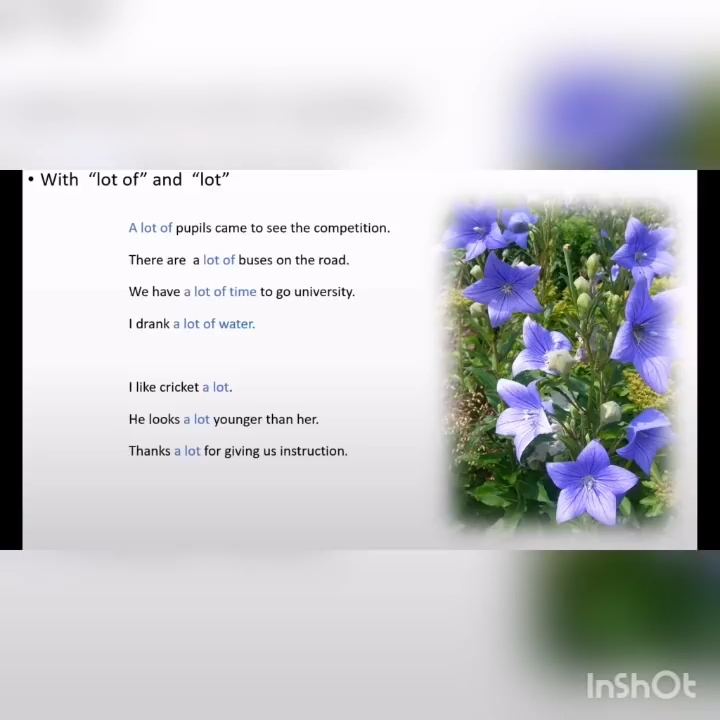 • With “lot of” and “lot”
A lot of pupils came to see the competition.
There are a lot of buses on the road.
We have a lot of time to go university.
I drank a lot of water.
I like cricket a lot.
He looks a lot younger than her.
Thanks a lot for giving us instruction.
InShOt